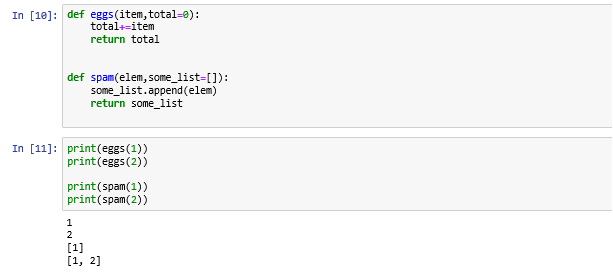 In [10]: def eggs(item,total=0):
    total+=item
    return total
def spam(elem,some_list=[]):
    some_list.append(elem)
    return some_list
In [11]: print(eggs(1))
print(eggs(2))
print(spam(1))
print(spam(2))
1
2
[1]
[1, 2]